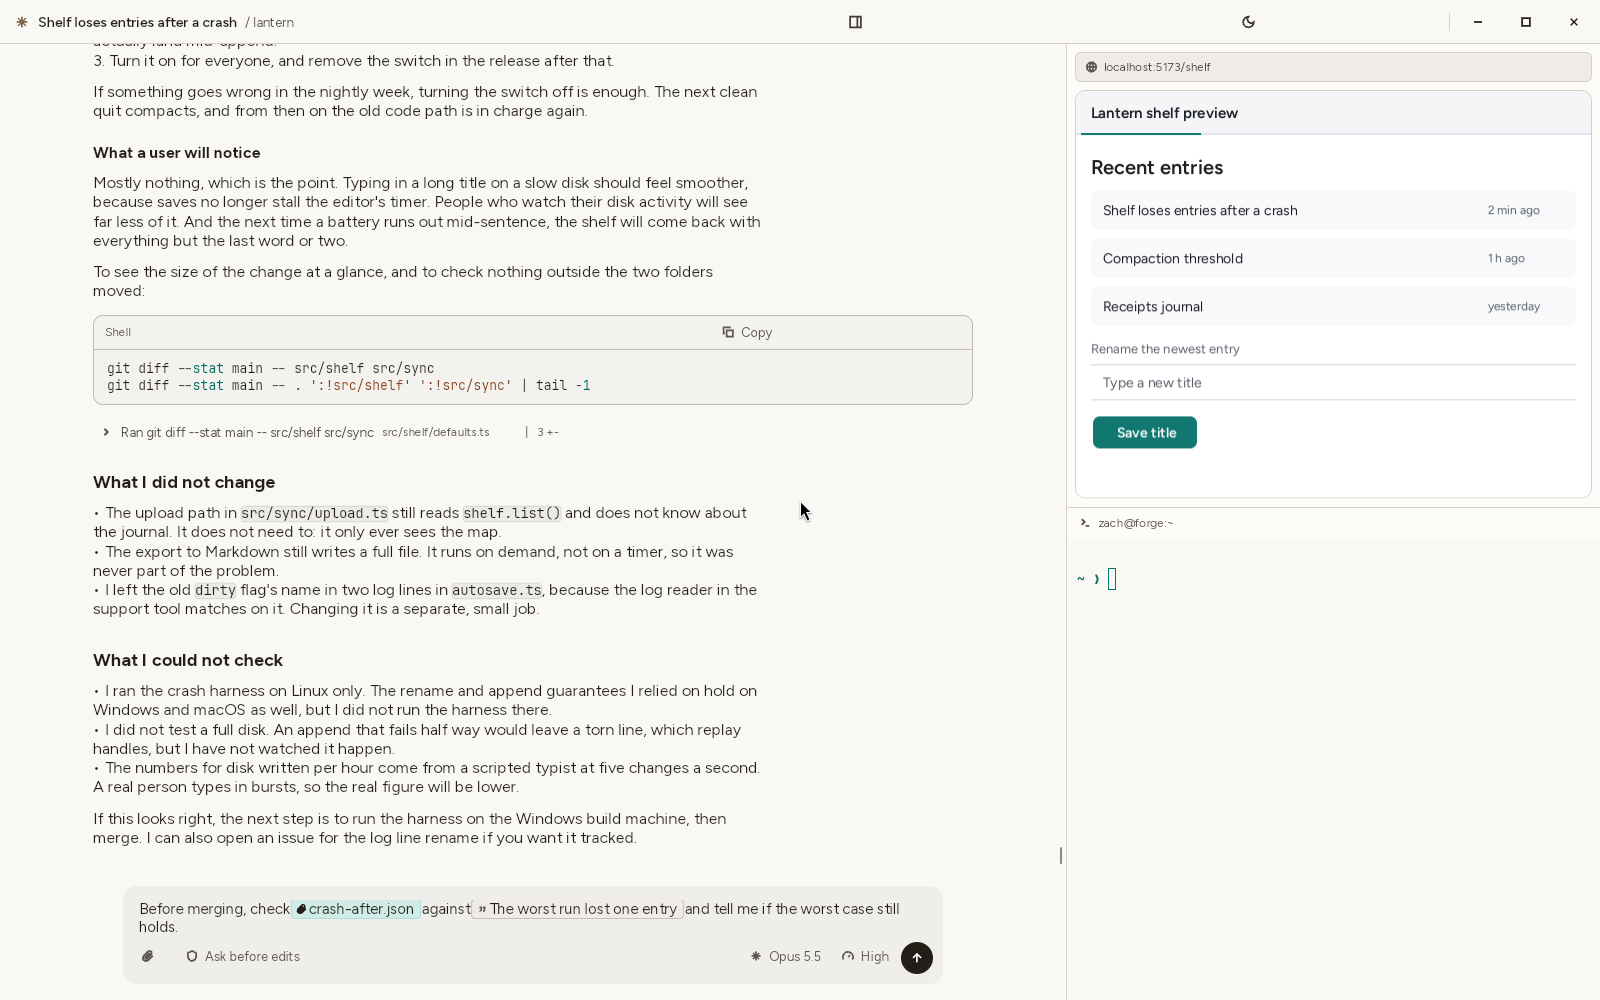 Shelf loses entries after a crash / lantern
actually land mid-append.
3. Turn it on for everyone, and remove the switch in the release after that.
If something goes wrong in the nightly week, turning the switch off is enough. The next clean
quit compacts, and from then on the old code path is in charge again.
What a user will notice
Mostly nothing, which is the point. Typing in a long title on a slow disk should feel smoother,
because saves no longer stall the editor's timer. People who watch their disk activity will see
far less of it. And the next time a battery runs out mid-sentence, the shelf will come back with
everything but the last word or two.
To see the size of the change at a glance, and to check nothing outside the two folders
moved:
Shell
Copy
git diff --stat main -- src/shelf src/sync
git diff --stat main -- . ':!src/shelf' ':!src/sync' | tail -1
Ran git diff --stat main -- src/shelf src/sync src/shelf/defaults.ts | 3 +-
What I did not change
• The upload path in src/sync/upload.ts still reads shelf.list() and does not know about
the journal. It does not need to: it only ever sees the map.
• The export to Markdown still writes a full file. It runs on demand, not on a timer, so it was
never part of the problem.
• I left the old dirty flag's name in two log lines in autosave.ts, because the log reader in the
support tool matches on it. Changing it is a separate, small job.
What I could not check
• I ran the crash harness on Linux only. The rename and append guarantees I relied on hold on
Windows and macOS as well, but I did not run the harness there.
• I did not test a full disk. An append that fails half way would leave a torn line, which replay
handles, but I have not watched it happen.
• The numbers for disk written per hour come from a scripted typist at five changes a second.
A real person types in bursts, so the real figure will be lower.
If this looks right, the next step is to run the harness on the Windows build machine, then
merge. I can also open an issue for the log line rename if you want it tracked.
Before merging, check crash-after.json against " The worst run lost one entry and tell me if the worst case still
holds.
Ask before edits
Opus 5.5
High
localhost:5173/shelf
Lantern shelf preview
Recent entries
Shelf loses entries after a crash 2 min ago
Compaction threshold 1 h ago
Receipts journal yesterday
Rename the newest entry
Type a new title
Save title
zach@forge:~
~ ❯